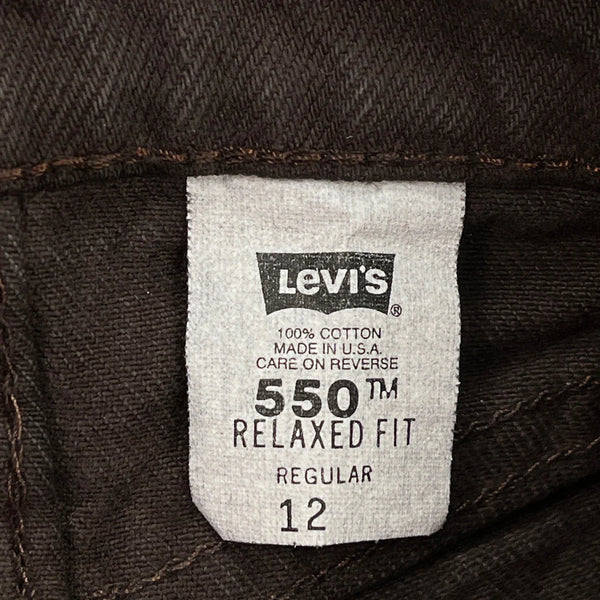 Levi's ®
100% COTTON
MADE IN U.S.A.
CARE ON REVERSE
550™
RELAXED FIT
REGULAR
12